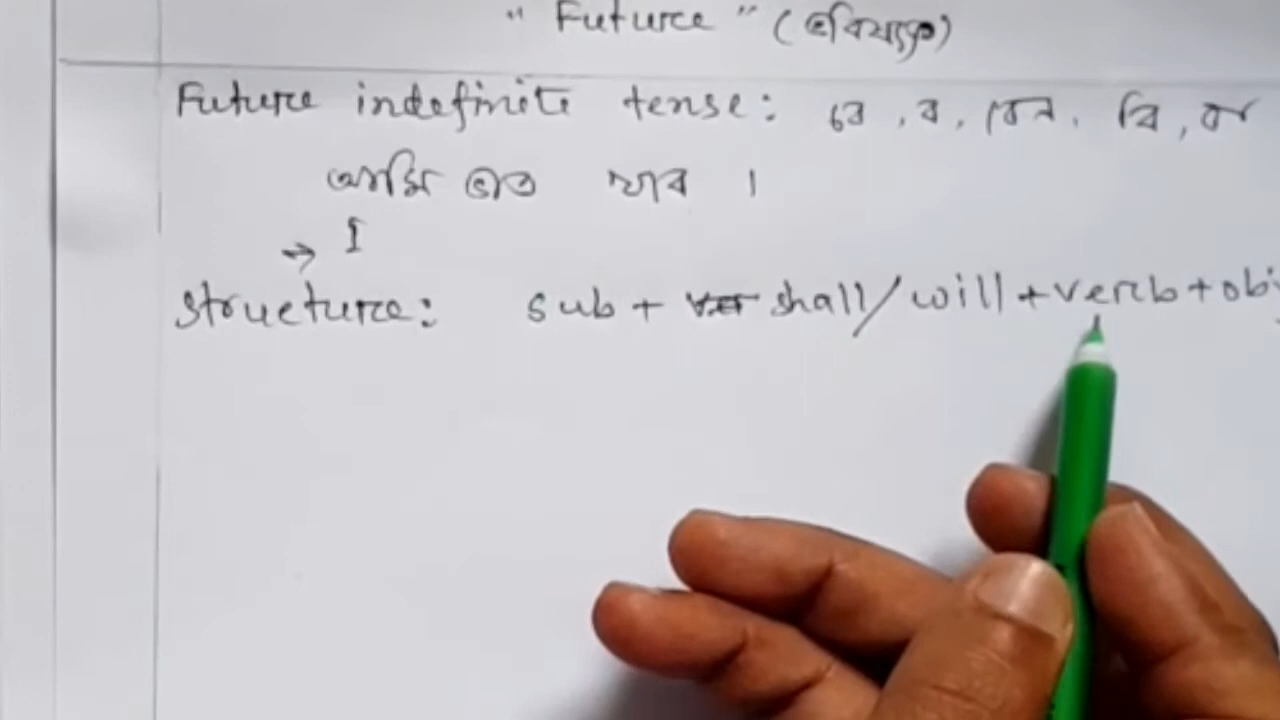 " Future " (ভবিষ্যৎ)
Future indefinite tense: বে, ব, বেন, বি, বা
আমি ভাত খাব ।
→ I
Structure: sub + shall/will + verb + obj